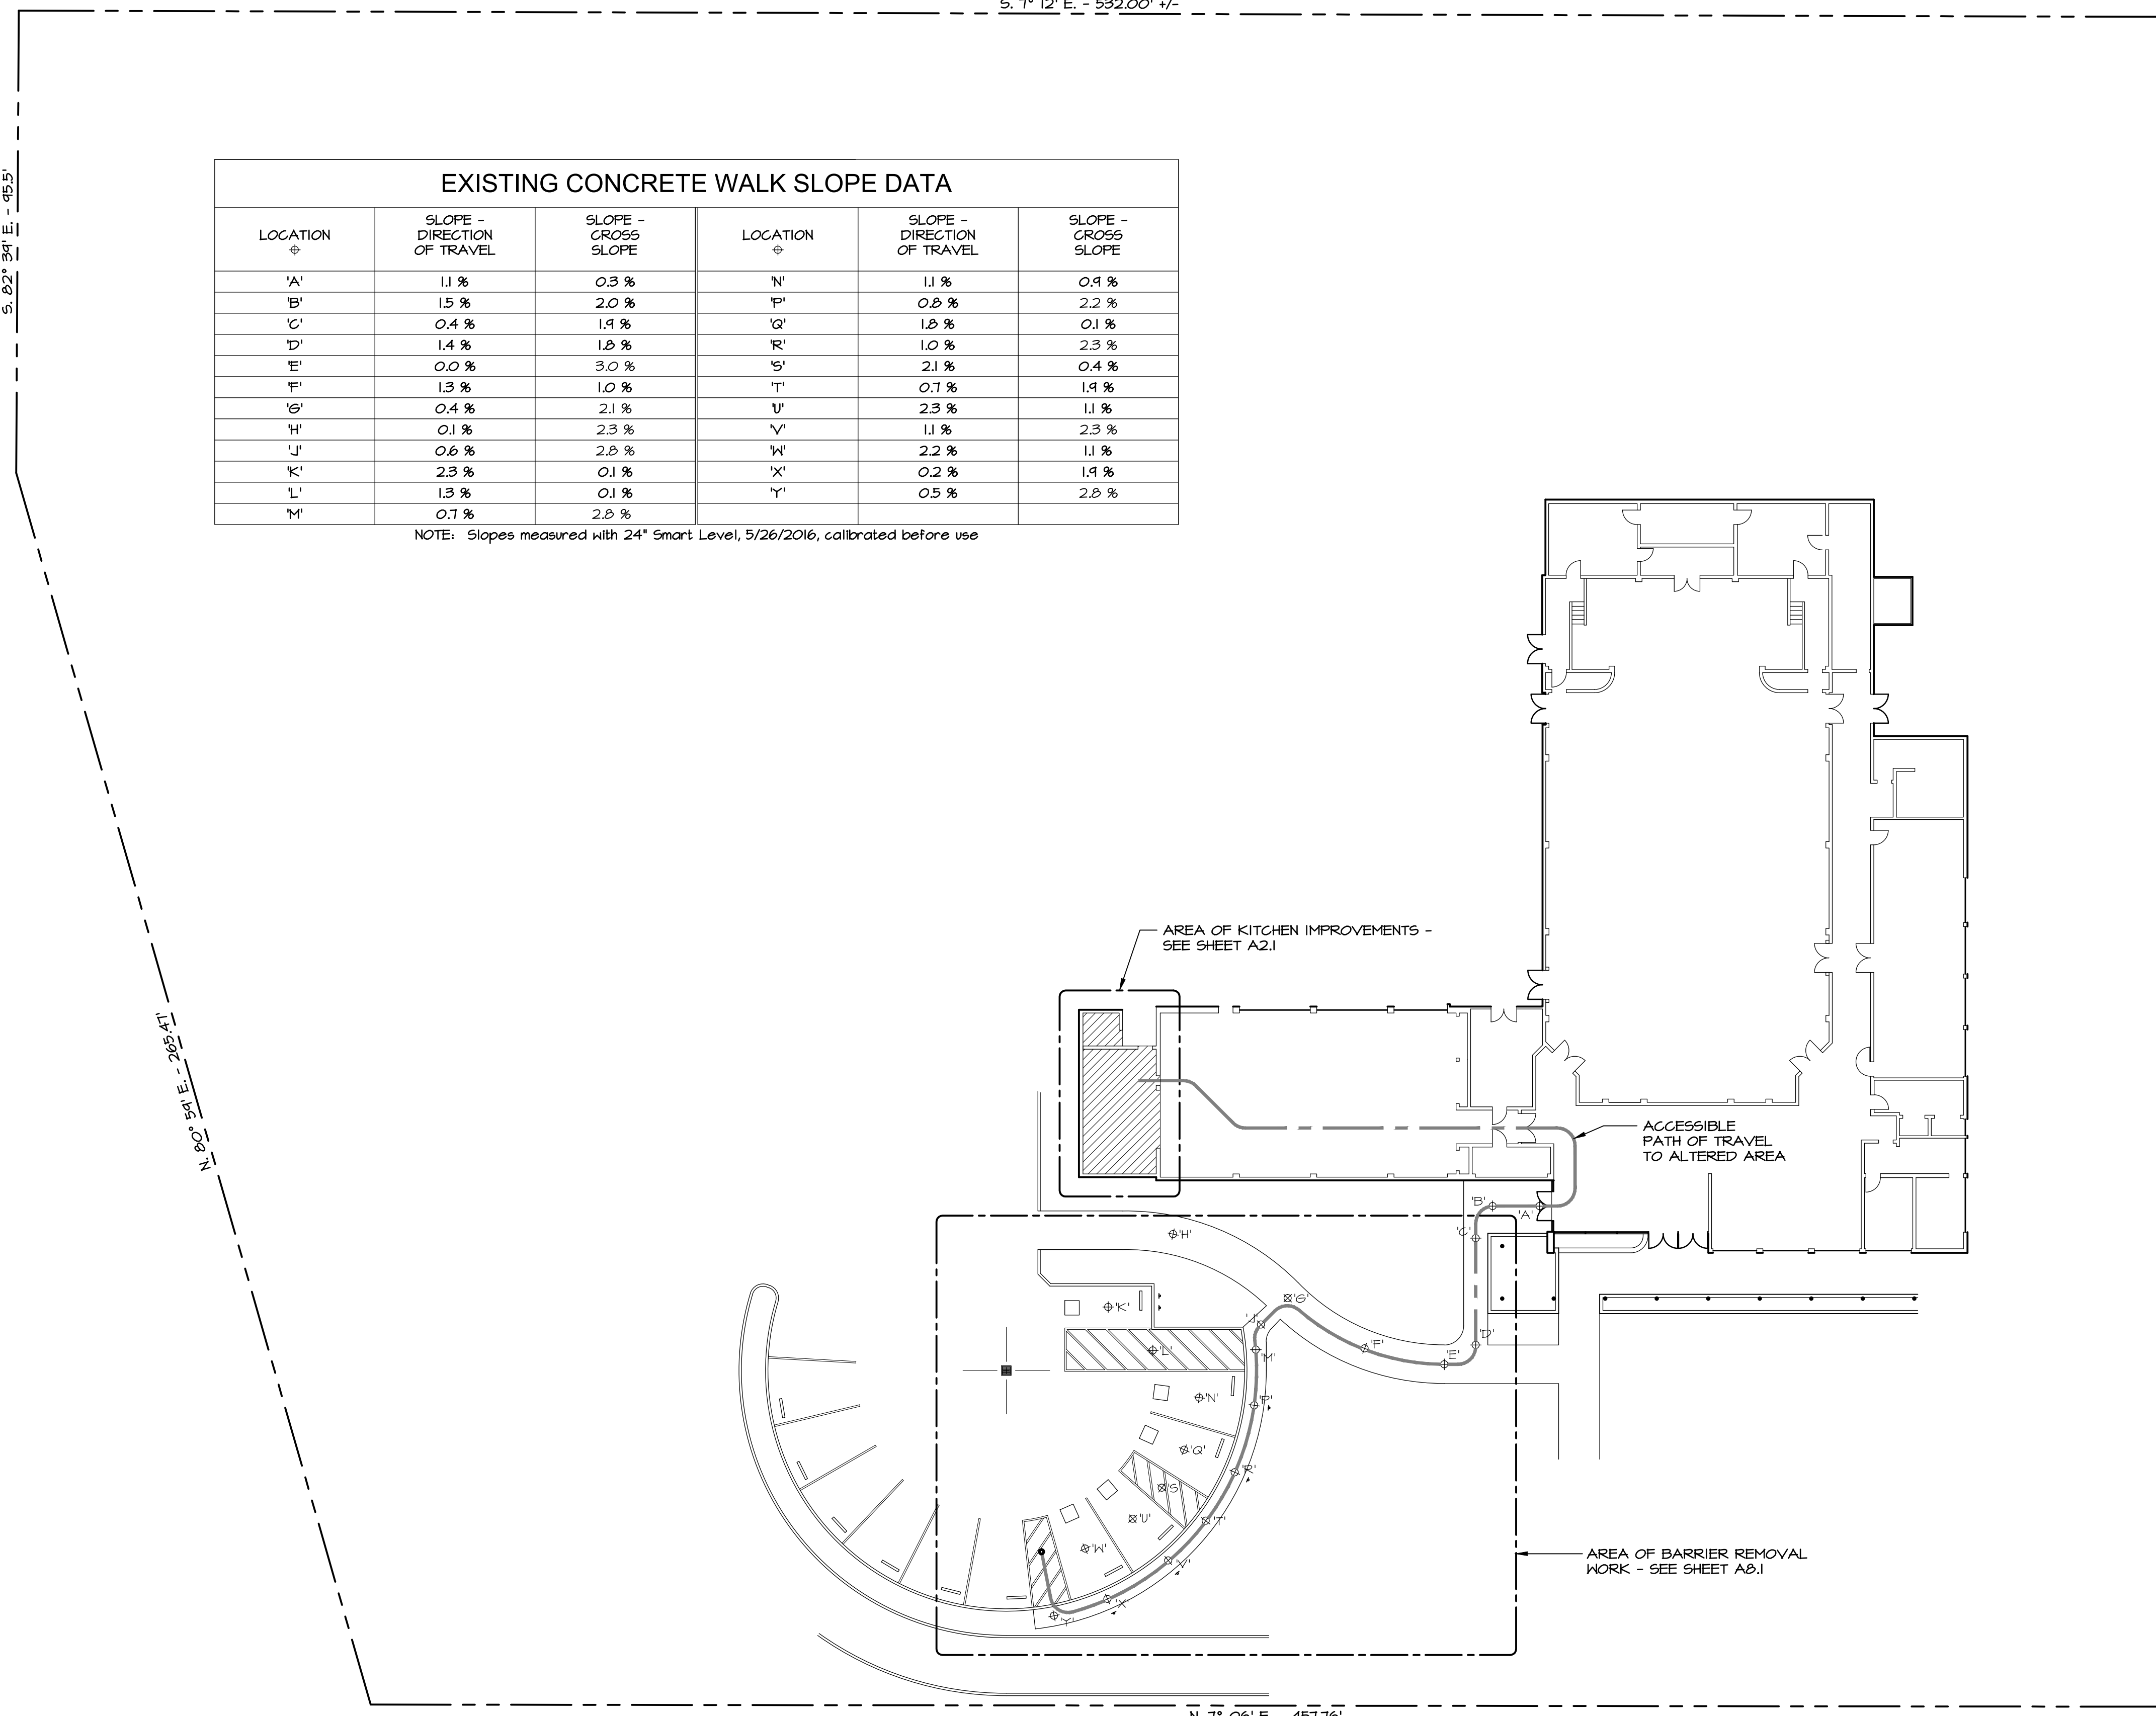 S. 7° 12' E. - 532.00' +/-
S. 82° 39' E. - 95.5'
EXISTING CONCRETE WALK SLOPE DATA
LOCATION SLOPE - DIRECTION OF TRAVEL SLOPE - CROSS SLOPE LOCATION SLOPE - DIRECTION OF TRAVEL SLOPE - CROSS SLOPE
'A' 1.1 % 0.3 % 'N' 1.1 % 0.9 %
'B' 1.5 % 2.0 % 'P' 0.8 % 2.2 %
'C' 0.4 % 1.9 % 'Q' 1.8 % 0.1 %
'D' 1.4 % 1.8 % 'R' 1.0 % 2.3 %
'E' 0.0 % 3.0 % 'S' 2.1 % 0.4 %
'F' 1.3 % 1.0 % 'T' 0.7 % 1.9 %
'G' 0.4 % 2.1 % 'U' 2.3 % 1.1 %
'H' 0.1 % 2.3 % 'V' 1.1 % 2.3 %
'J' 0.6 % 2.8 % 'W' 2.2 % 1.1 %
'K' 2.3 % 0.1 % 'X' 0.2 % 1.9 %
'L' 1.3 % 0.1 % 'Y' 0.5 % 2.8 %
'M' 0.7 % 2.8 %
NOTE: Slopes measured with 24" Smart Level, 5/26/2016, calibrated before use
AREA OF KITCHEN IMPROVEMENTS -
SEE SHEET A2.1
N. 80° 59' E. - 265.47'
ACCESSIBLE
PATH OF TRAVEL
TO ALTERED AREA
'B'
'A'
'C'
'H'
'G'
'K'
'J'
'D'
'F'
'L'
'M'
'E'
'N'
'P'
'Q'
'R'
'S'
'U'
'T'
'W'
'V'
'X'
'Y'
AREA OF BARRIER REMOVAL
WORK - SEE SHEET A8.1
N. 7° 06' E. - 457.76'